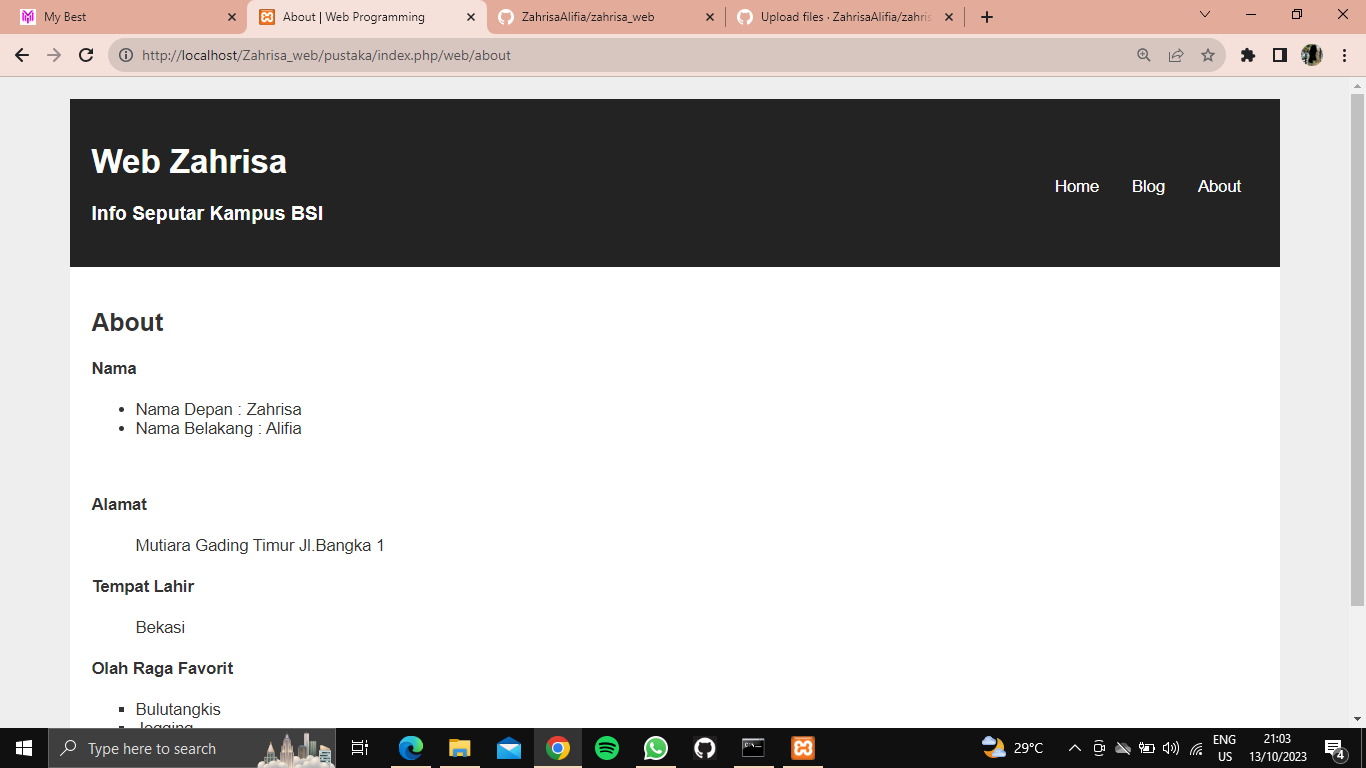 My Best
About | Web Programming
ZahrisaAlifia/zahrisa_web
Upload files · ZahrisaAlifia/zahris
http://localhost/Zahrisa_web/pustaka/index.php/web/about
Web Zahrisa
Info Seputar Kampus BSI
Home Blog About
About
Nama
• Nama Depan : Zahrisa
• Nama Belakang : Alifia
Alamat
Mutiara Gading Timur Jl.Bangka 1
Tempat Lahir
Bekasi
Olah Raga Favorit
▪ Bulutangkis
▪ Jogging
Type here to search
29°C
ENG
US
21:03
13/10/2023
4